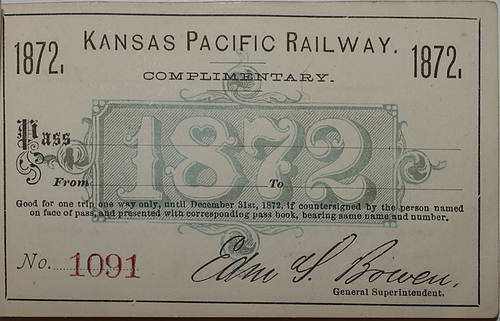 1872. KANSAS PACIFIC RAILWAY. 1872.
COMPLIMENTARY.
1872
Pass
From To
Good for one trip one way only, until December 31st, 1872, if countersigned by the person named
on face of pass, and presented with corresponding pass book, bearing same name and number.
No. 1091 Edm S. Bowen,
General Superintendent.